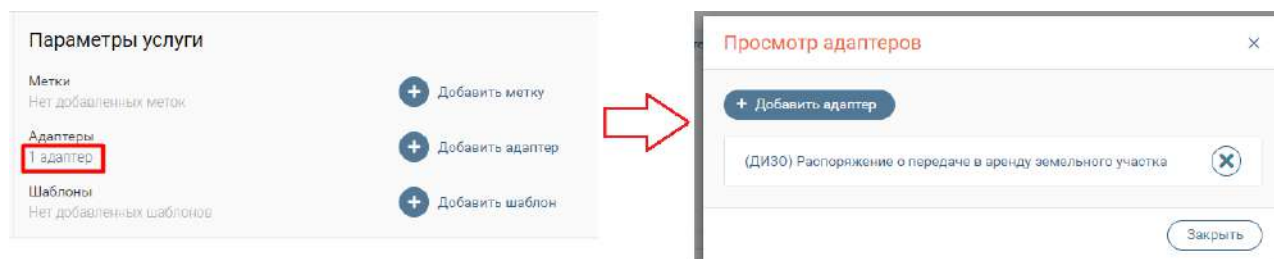 Параметры услуги
Метки
Нет добавленных меток
+ Добавить метку
Адаптеры
1 адаптер
+ Добавить адаптер
Шаблоны
Нет добавленных шаблонов
+ Добавить шаблон
Просмотр адаптеров ×
+ Добавить адаптер
(ДИЗО) Распоряжение о передаче в аренду земельного участка
Закрыть